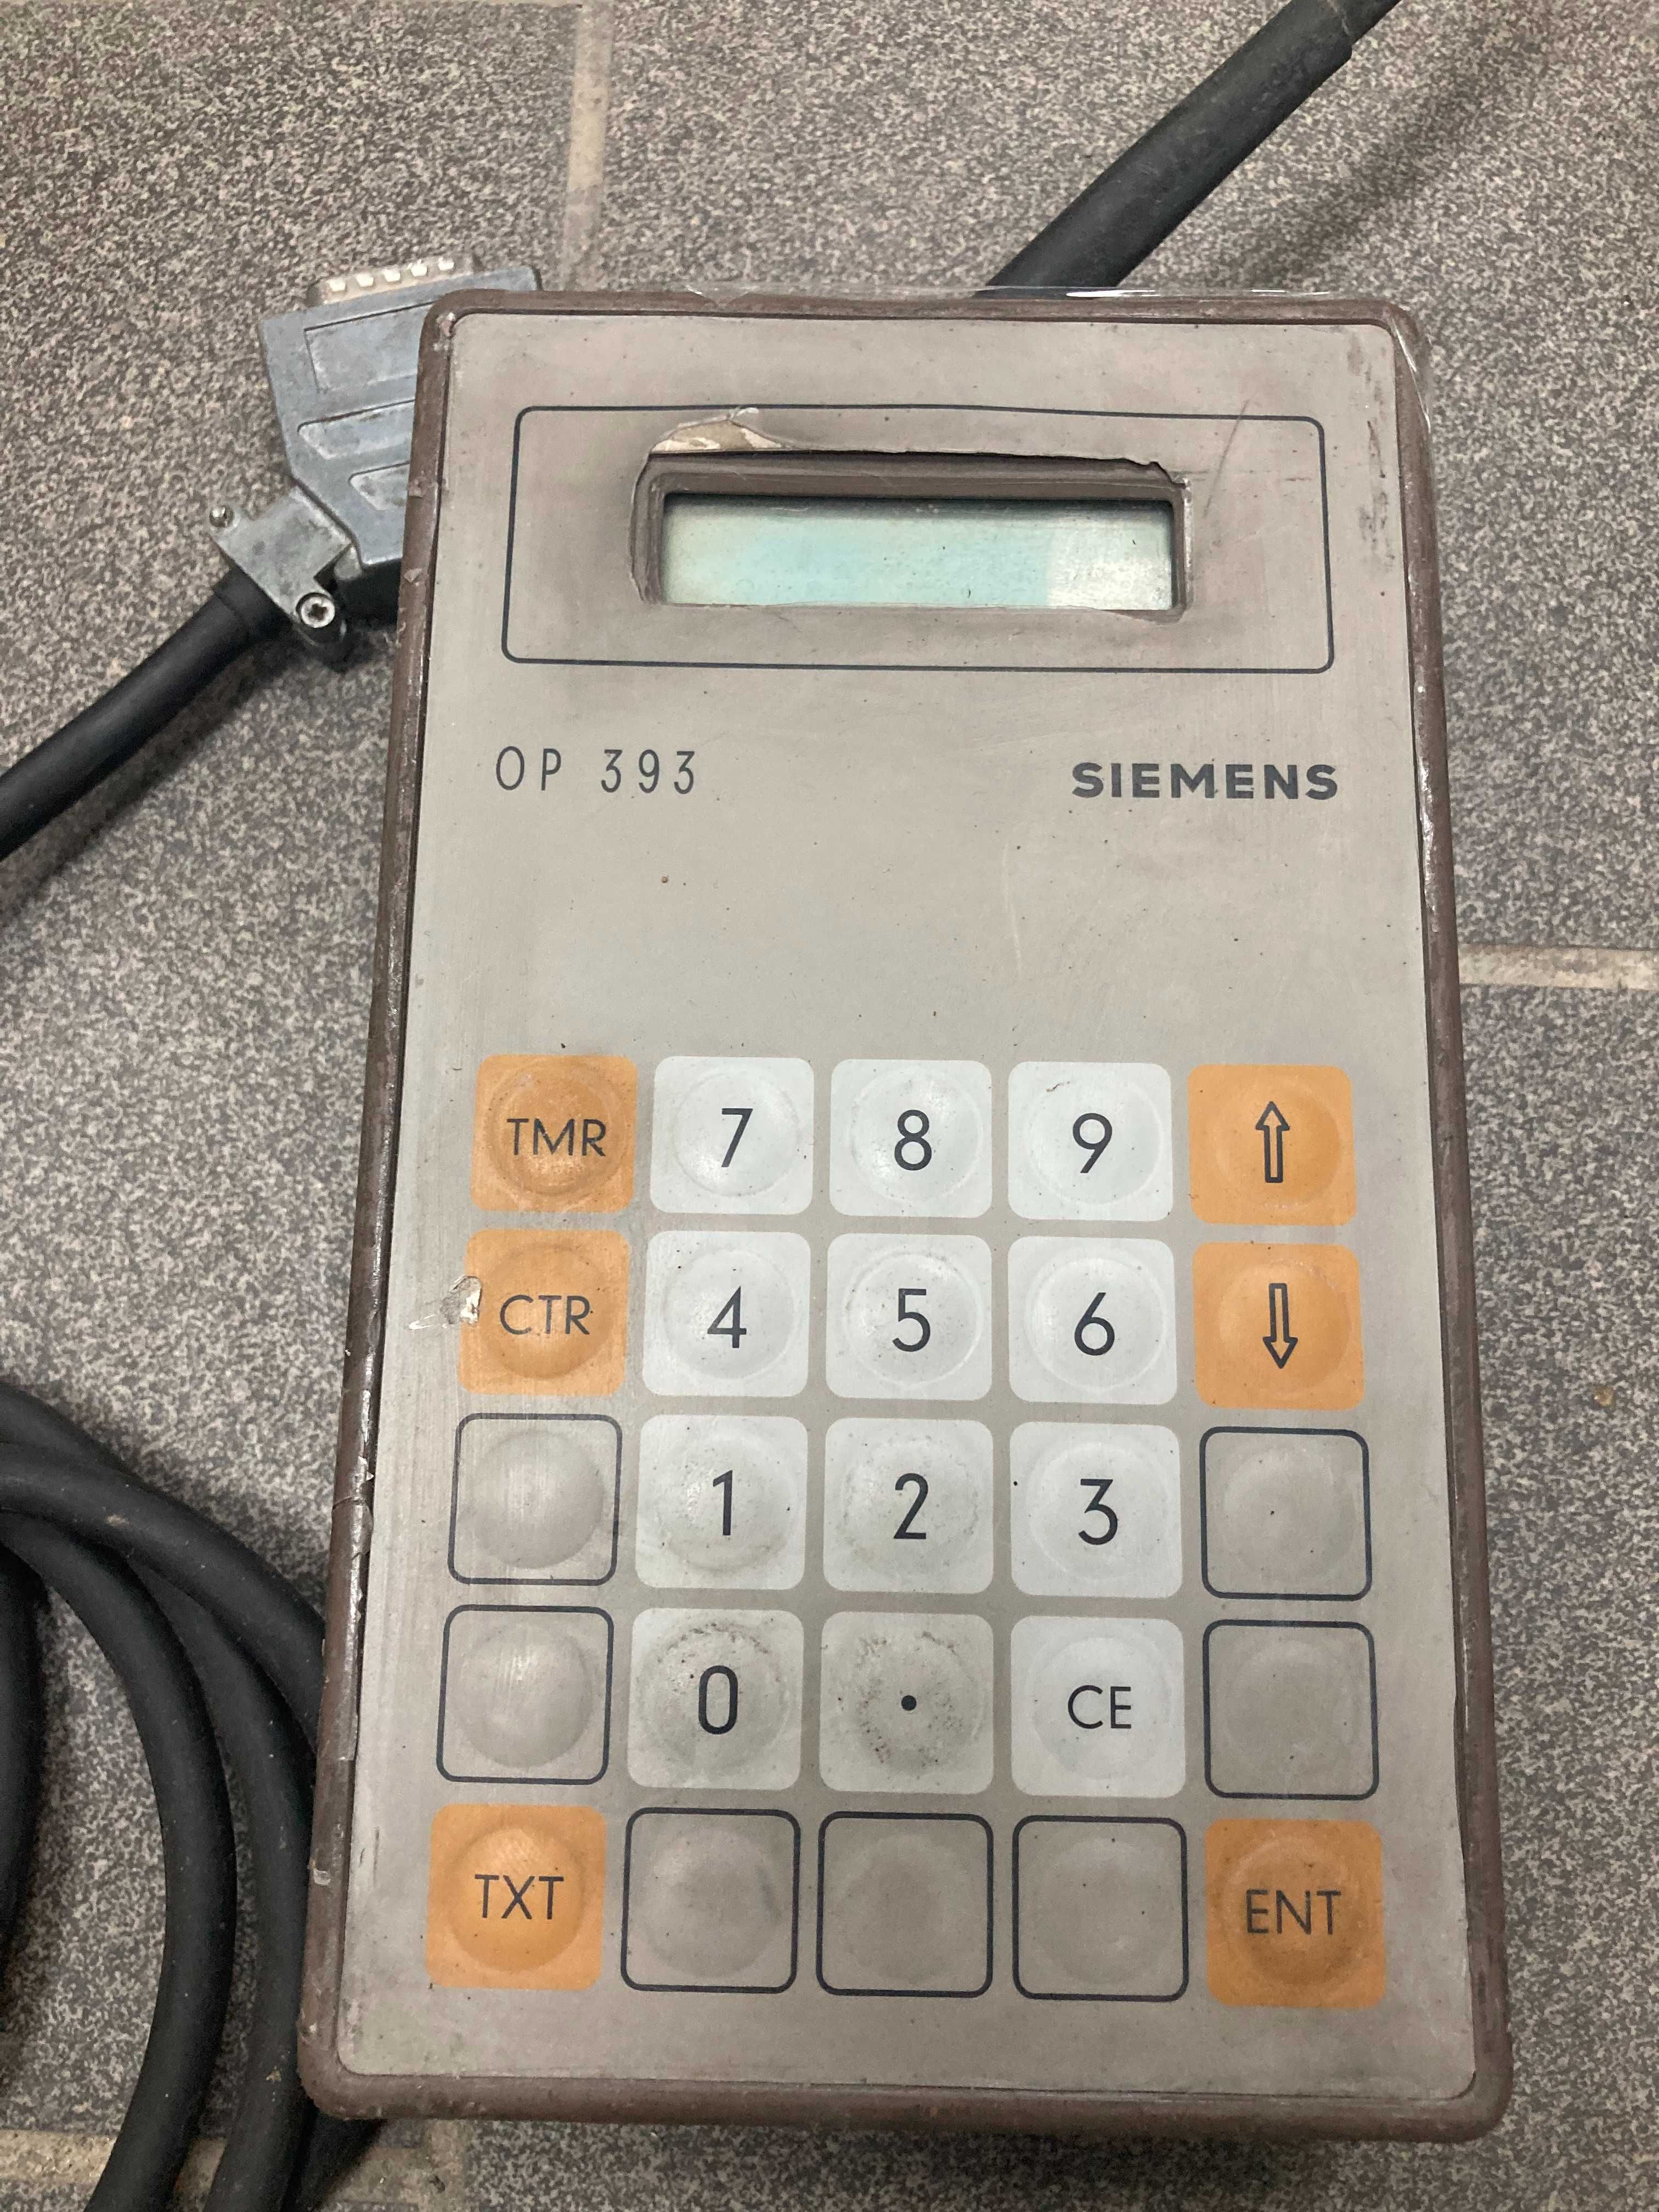 OP 393 SIEMENS
TMR 7 8 9 ⇧
CTR 4 5 6 ⇩
1 2 3
0 . CE
TXT ENT